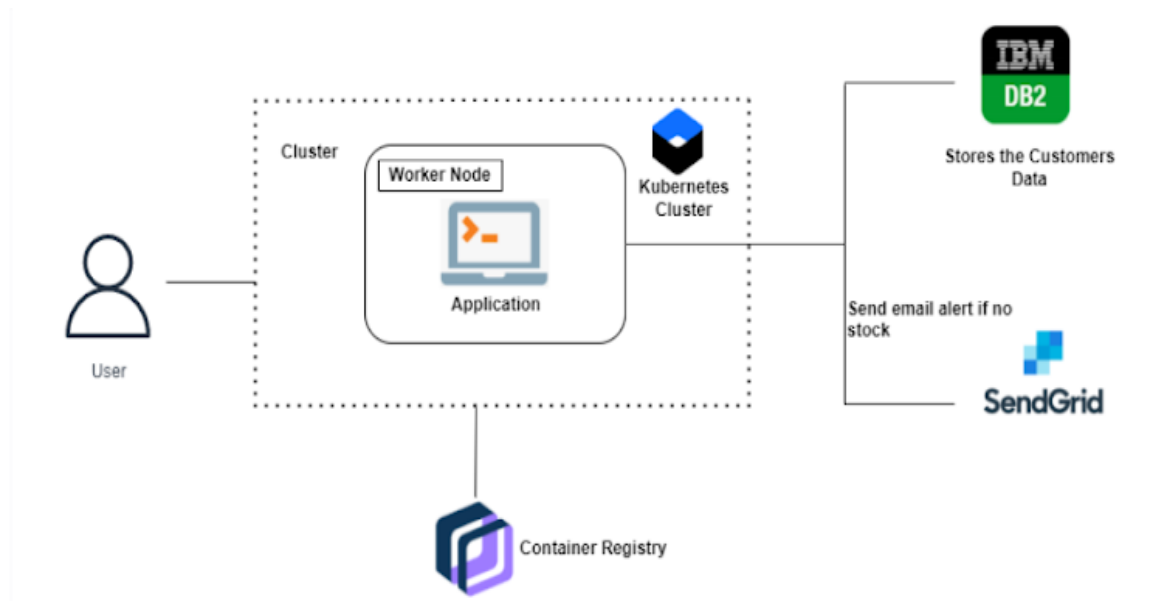 IBM
DB2
Stores the Customers
Data
Cluster
Worker Node
Kubernetes
Cluster
Application
User
Send email alert if no
stock
SendGrid
Container Registry